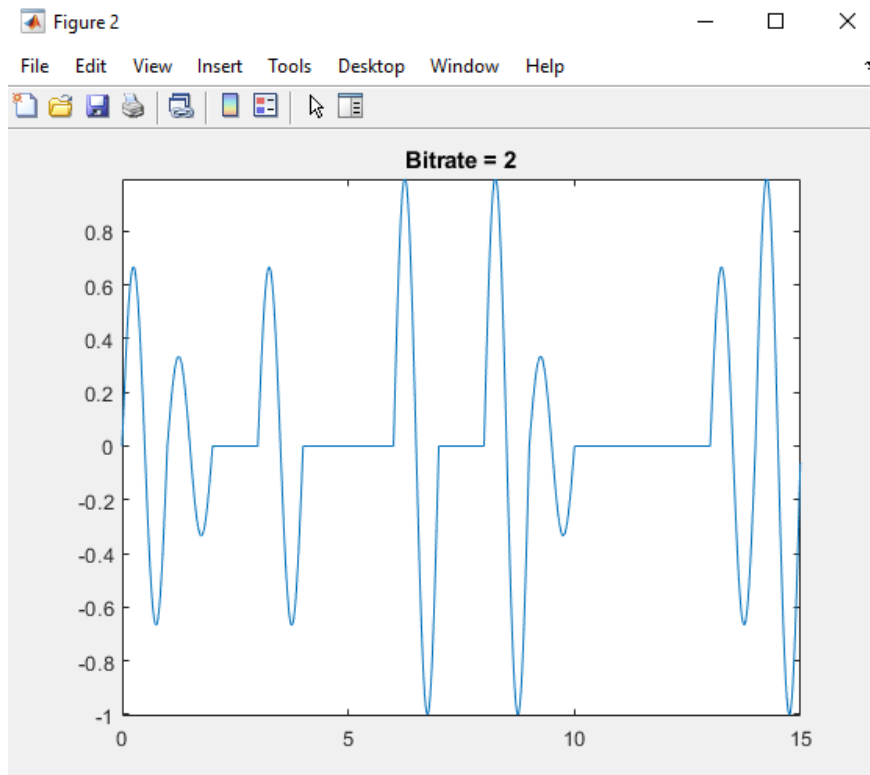 Figure 2
File Edit View Insert Tools Desktop Window Help
Bitrate = 2
0.8
0.6
0.4
0.2
0
-0.2
-0.4
-0.6
-0.8
-1
0 5 10 15